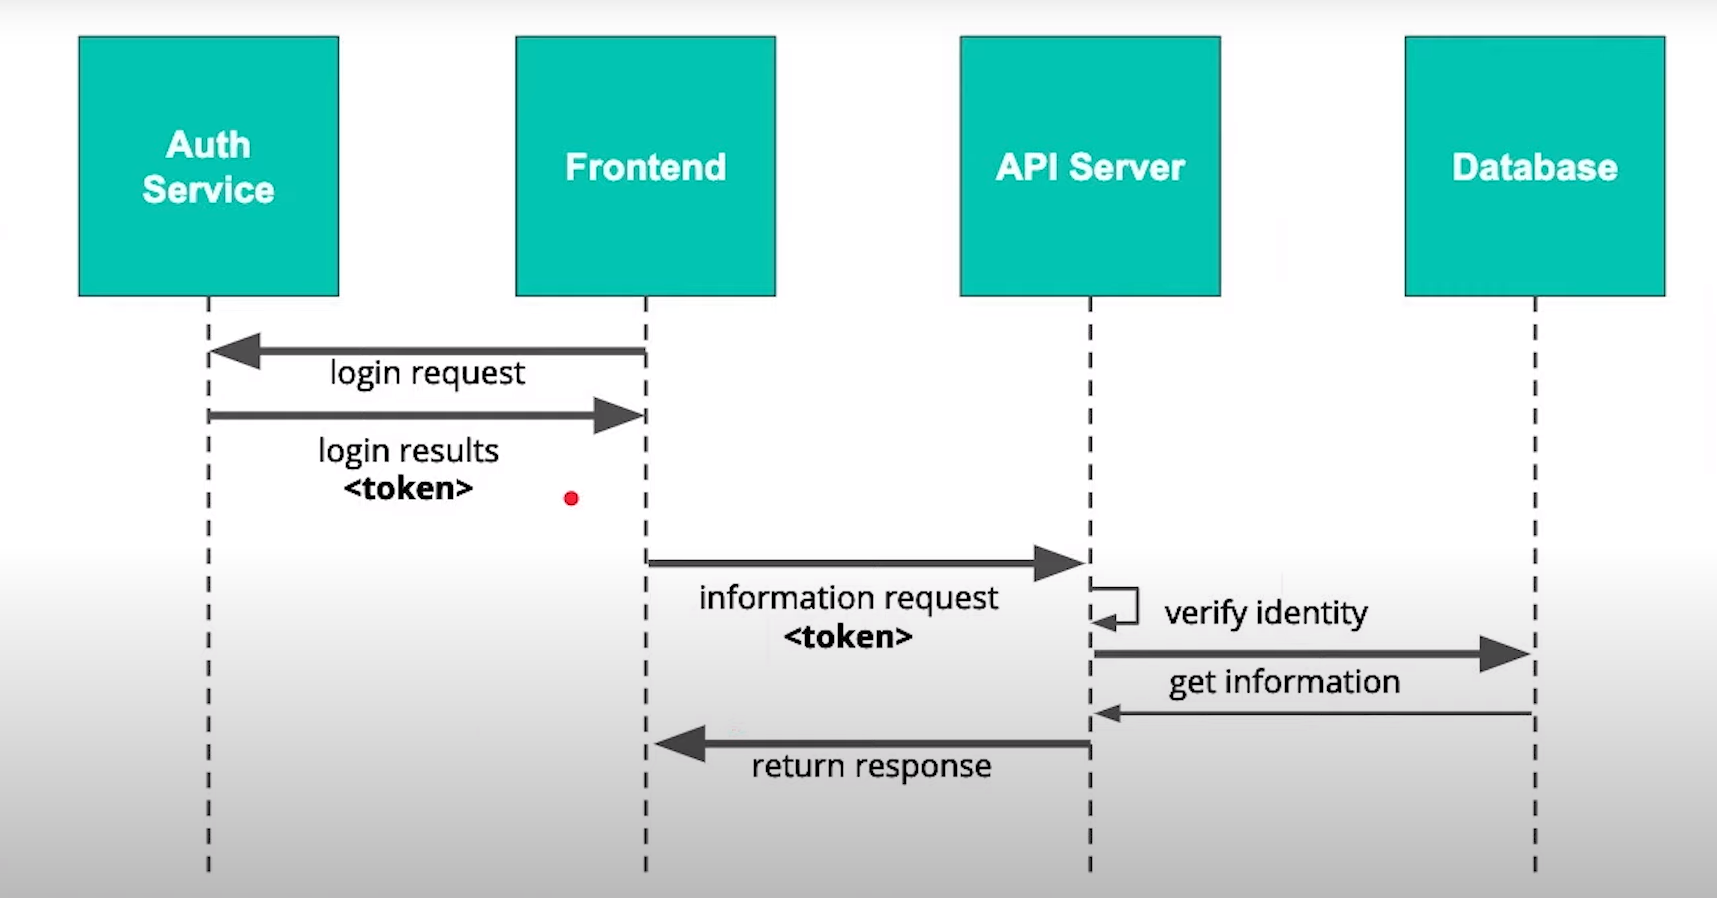 Auth
Service
Frontend
API Server
Database
login request
login results
<token>
information request
<token>
verify identity
get information
return response